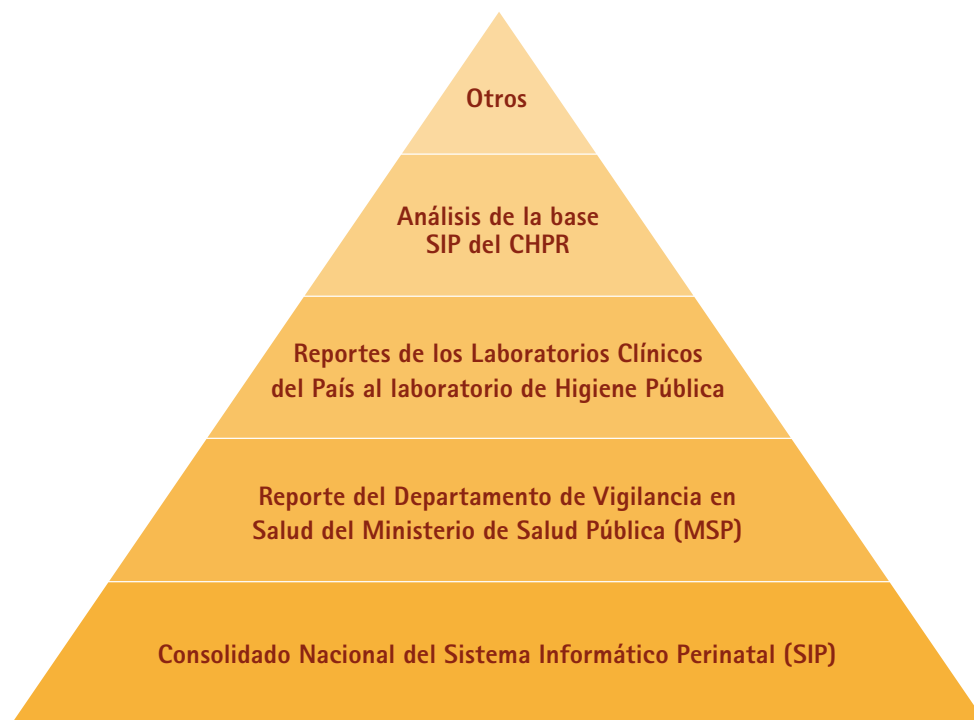 Otros
Análisis de la base
SIP del CHPR
Reportes de los Laboratorios Clínicos
del País al laboratorio de Higiene Pública
Reporte del Departamento de Vigilancia en
Salud del Ministerio de Salud Pública (MSP)
Consolidado Nacional del Sistema Informático Perinatal (SIP)